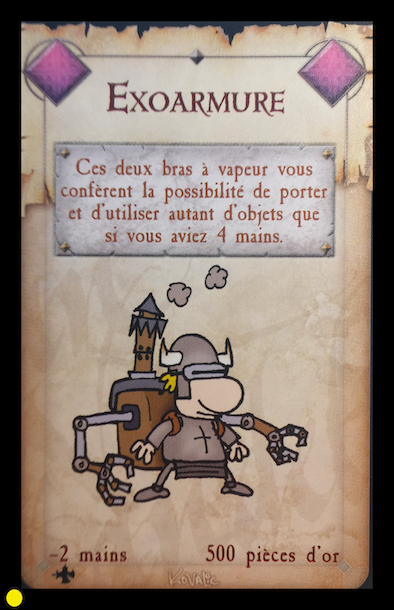 Exoarmure
Ces deux bras à vapeur vous
confèrent la possibilité de porter
et d'utiliser autant d'objets que
si vous aviez 4 mains.
-2 mains
500 pièces d'or
Kovalic